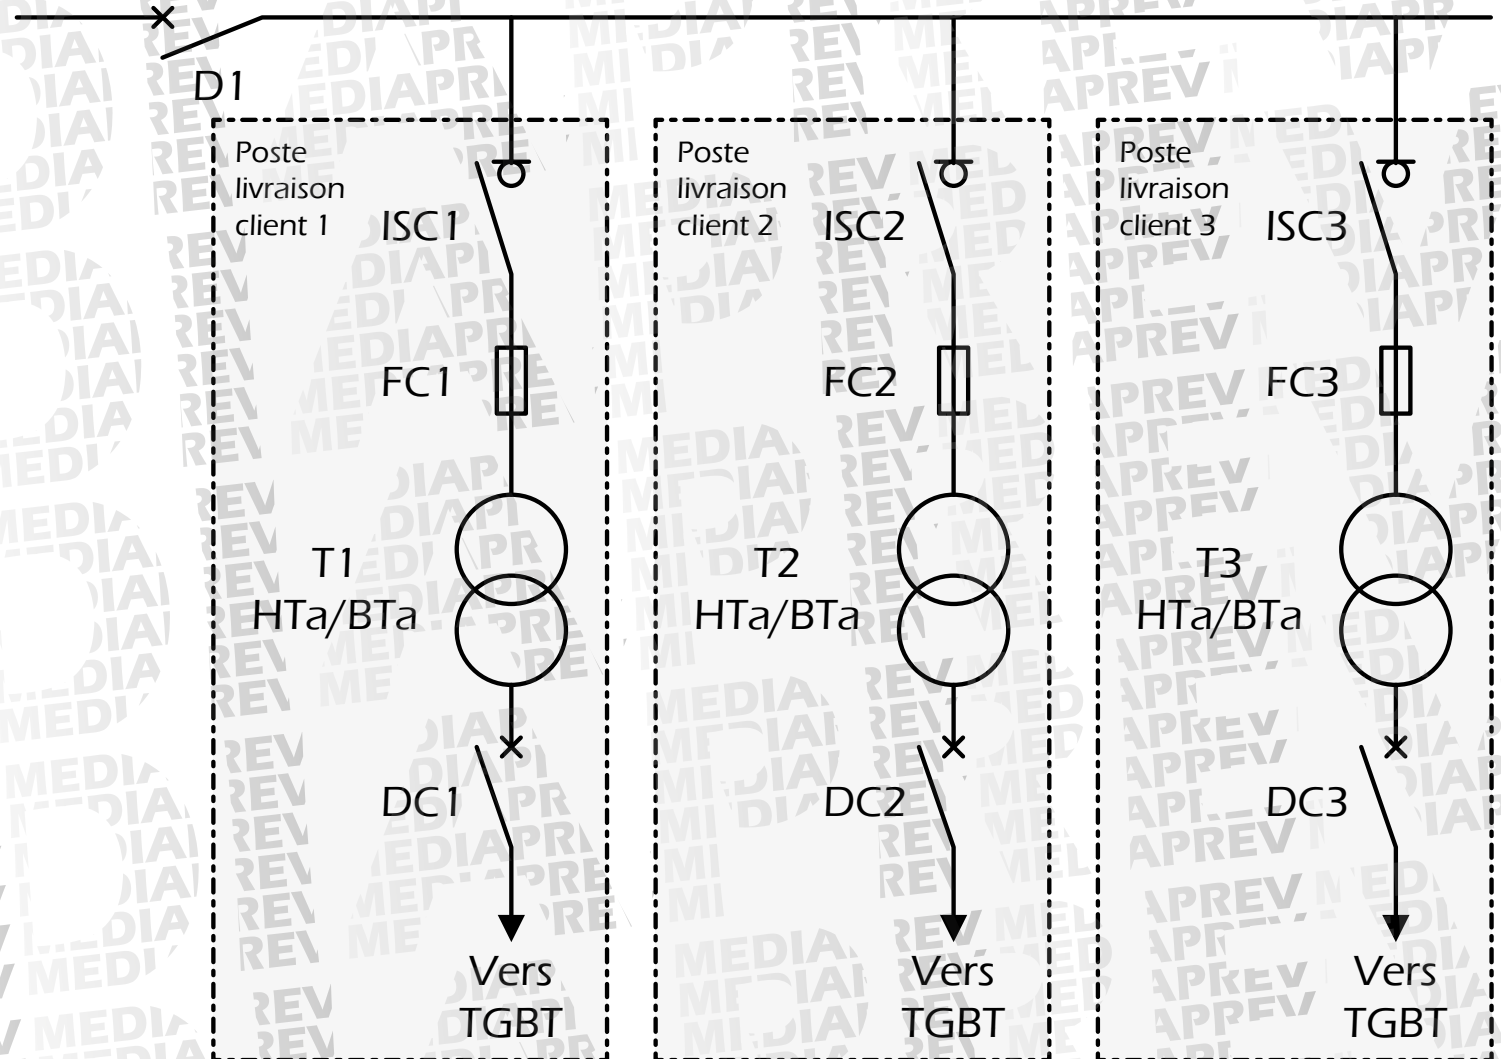 D1
Poste
livraison
client 1
ISC1
FC1
T1
HTa/BTa
DC1
Vers
TGBT
Poste
livraison
client 2
ISC2
FC2
T2
HTa/BTa
DC2
Vers
TGBT
Poste
livraison
client 3
ISC3
FC3
T3
HTa/BTa
DC3
Vers
TGBT